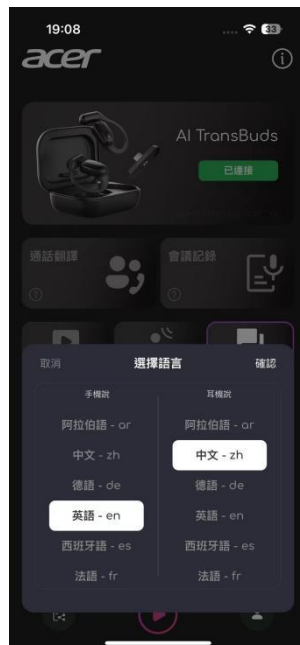 19:08
33
acer
AI TransBuds
已連接
通話翻譯
會議記錄
取消
選擇語言
確認
手機說
耳機說
阿拉伯語 - ar
阿拉伯語 - ar
中文 - zh
中文 - zh
德語 - de
德語 - de
英語 - en
英語 - en
西班牙語 - es
西班牙語 - es
法語 - fr
法語 - fr